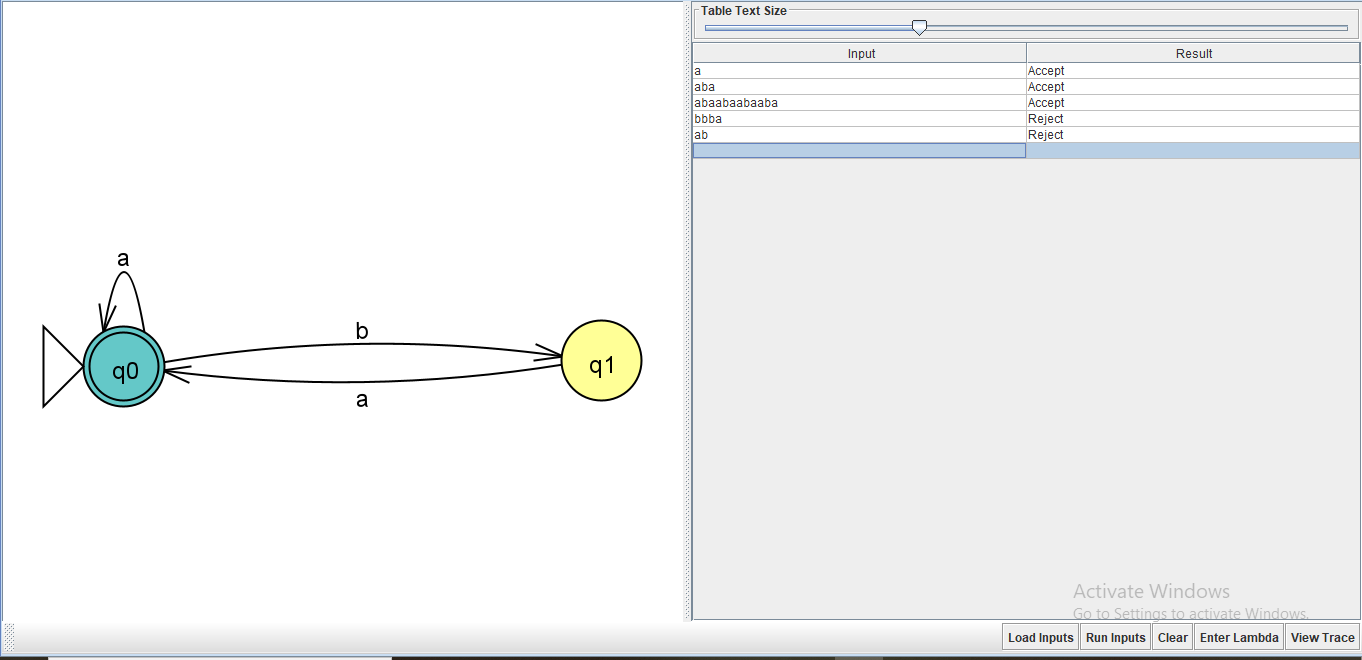 a
q0
b
a
q1
Table Text Size
Input Result
a Accept
aba Accept
abaabaabaaba Accept
bbba Reject
ab Reject
Activate Windows
Go to Settings to activate Windows.
Load Inputs Run Inputs Clear Enter Lambda View Trace